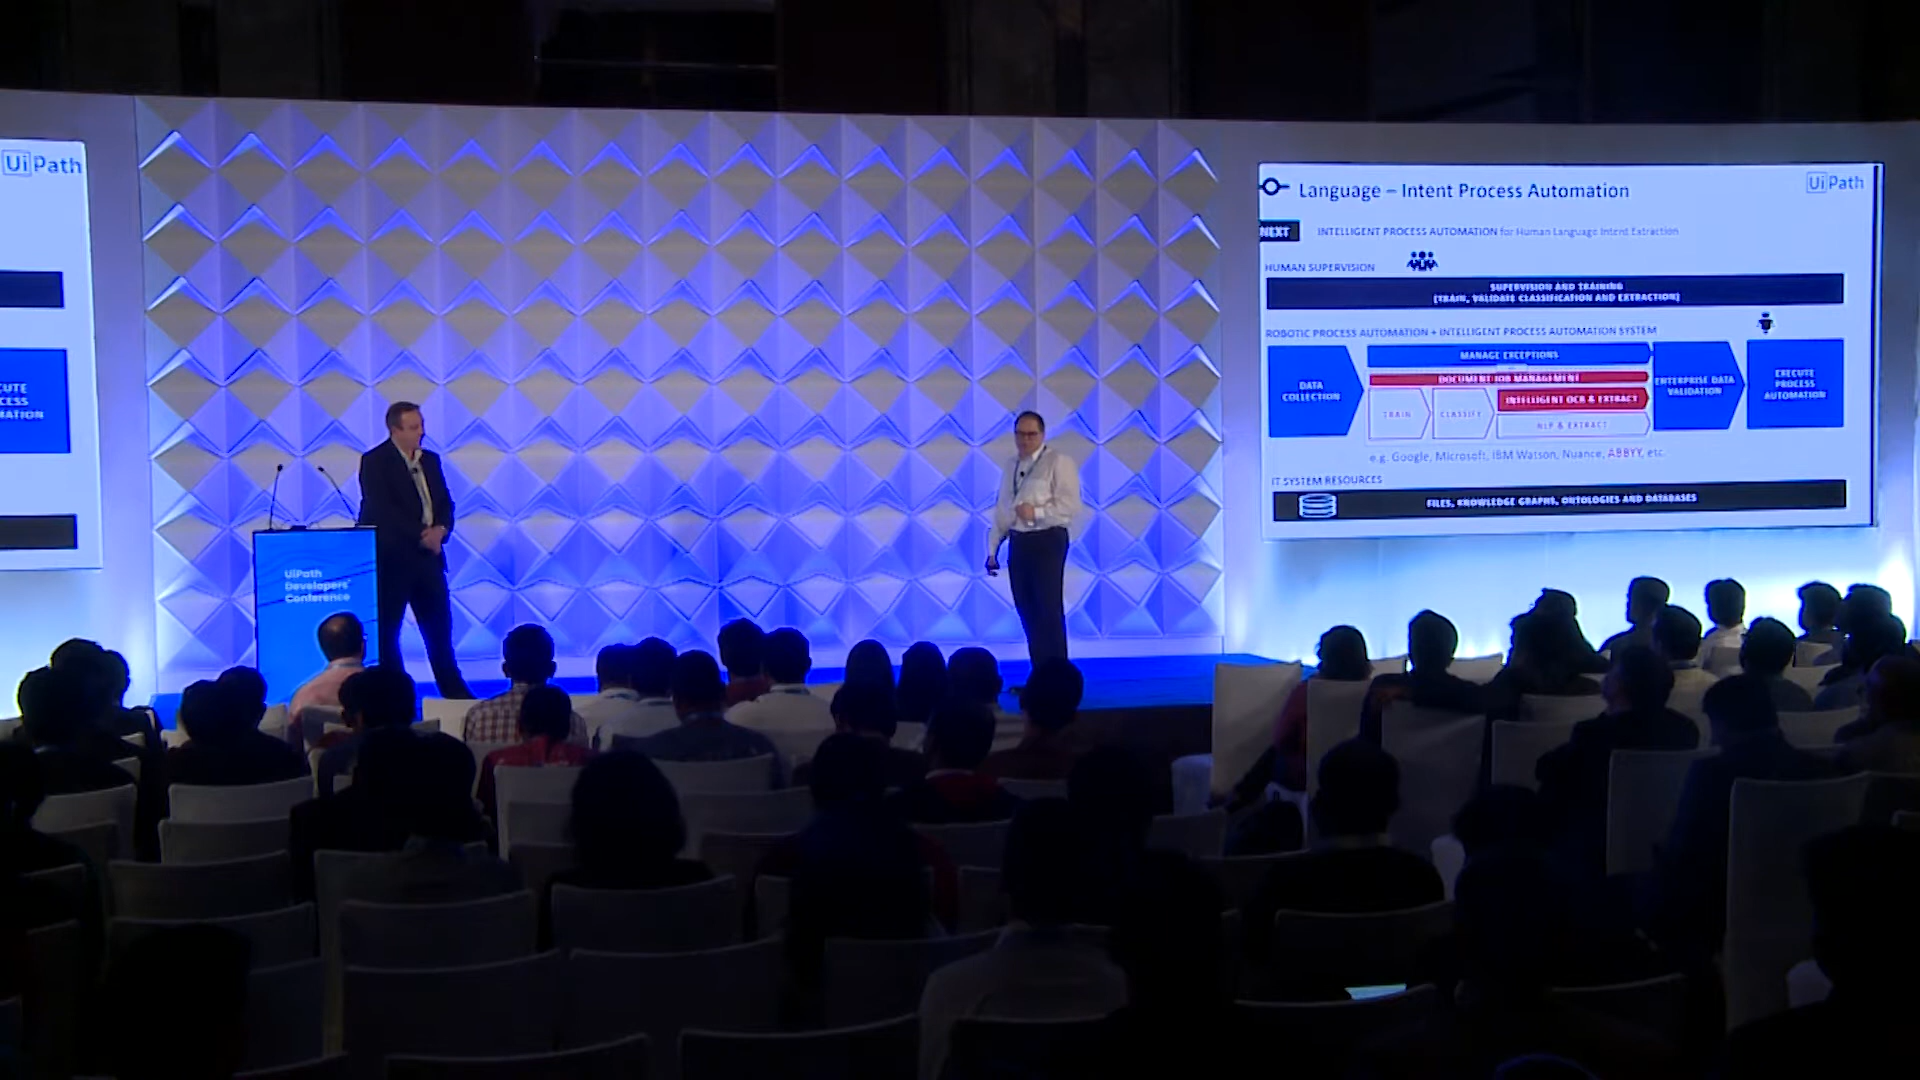 UiPath
CUTE
CESS
MATION
UiPath
Developers'
Conference
Language – Intent Process Automation
UiPath
NEXT
INTELLIGENT PROCESS AUTOMATION for Human Language Intent Extraction
HUMAN SUPERVISION
SUPERVISION AND TRAINING
(TRAIN, VALIDATE CLASSIFICATION AND EXTRACTION)
ROBOTIC PROCESS AUTOMATION + INTELLIGENT PROCESS AUTOMATION SYSTEM
DATA
COLLECTION
MANAGE EXCEPTIONS
DOCUMENT JOB MANAGEMENT
TRAIN
CLASSIFY
INTELLIGENT OCR & EXTRACT
NLP & EXTRACT
ENTERPRISE DATA
VALIDATION
EXECUTE
PROCESS
AUTOMATION
e.g. Google, Microsoft, IBM Watson, Nuance, ABBYY, etc.
IT SYSTEM RESOURCES
FILES, KNOWLEDGE GRAPHS, ONTOLOGIES AND DATABASES